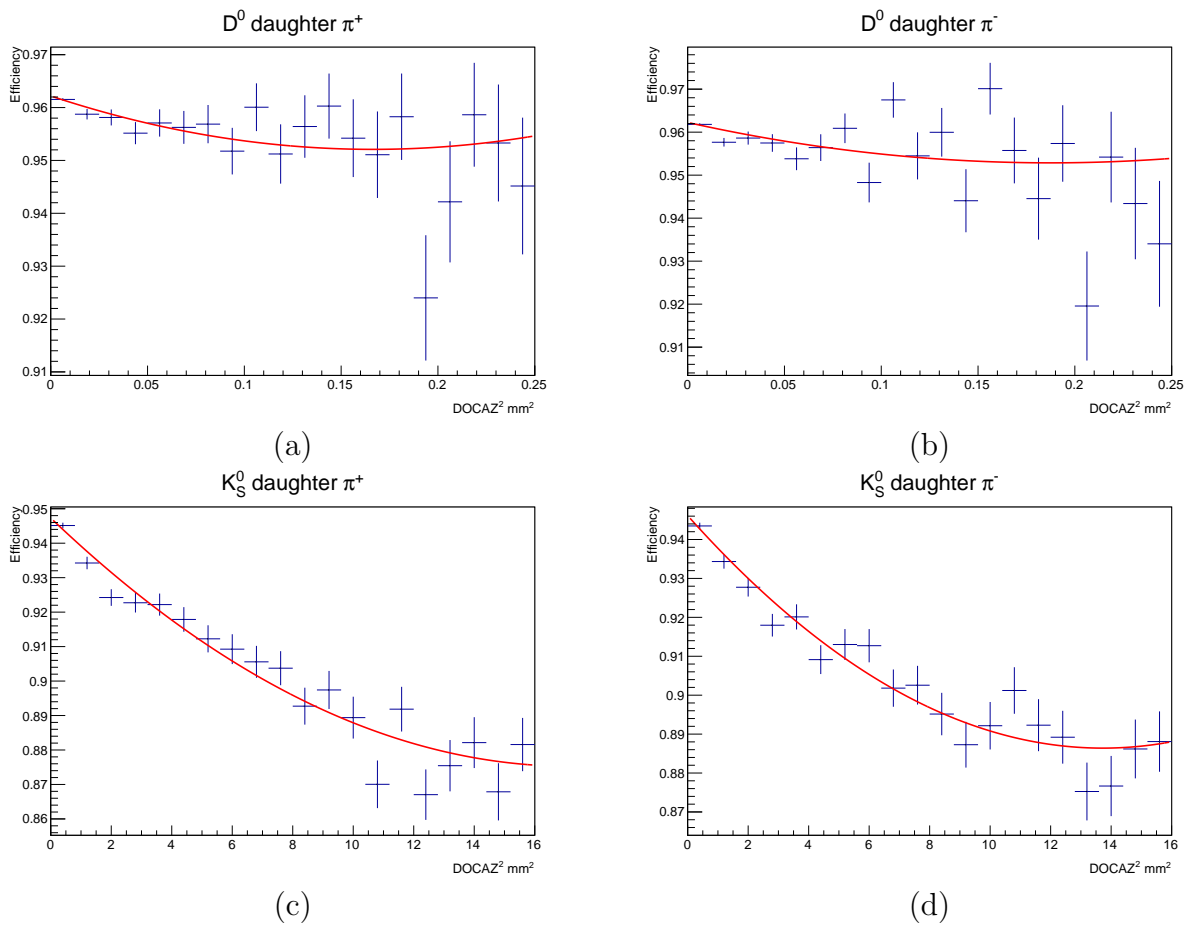 D⁰ daughter π⁺
Efficiency
0.97
0.96
0.95
0.94
0.93
0.92
0.91
0 0.05 0.1 0.15 0.2 0.25
DOCAZ² mm²
(a)
D⁰ daughter π⁻
Efficiency
0.97
0.96
0.95
0.94
0.93
0.92
0.91
0 0.05 0.1 0.15 0.2 0.25
DOCAZ² mm²
(b)
K⁰_S daughter π⁺
Efficiency
0.95
0.94
0.93
0.92
0.91
0.9
0.89
0.88
0.87
0.86
0 2 4 6 8 10 12 14 16
DOCAZ² mm²
(c)
K⁰_S daughter π⁻
Efficiency
0.94
0.93
0.92
0.91
0.9
0.89
0.88
0.87
0 2 4 6 8 10 12 14 16
DOCAZ² mm²
(d)